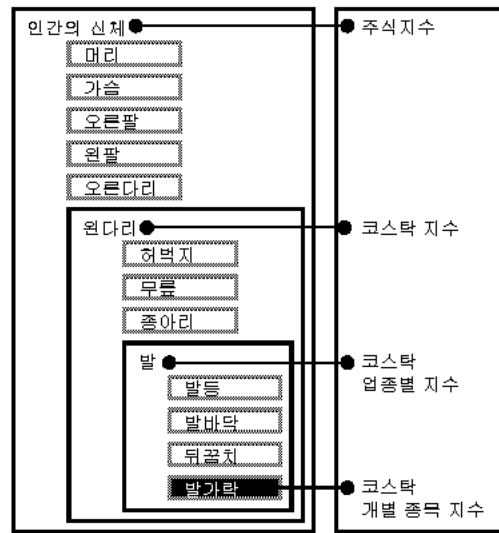 인간의 신체
주식지수
머리
가슴
오른팔
왼팔
오른다리
왼다리
코스탁 지수
허벅지
무릎
종아리
발
코스탁
업종별 지수
발등
발바닥
뒤꿈치
발가락
코스탁
개별 종목 지수